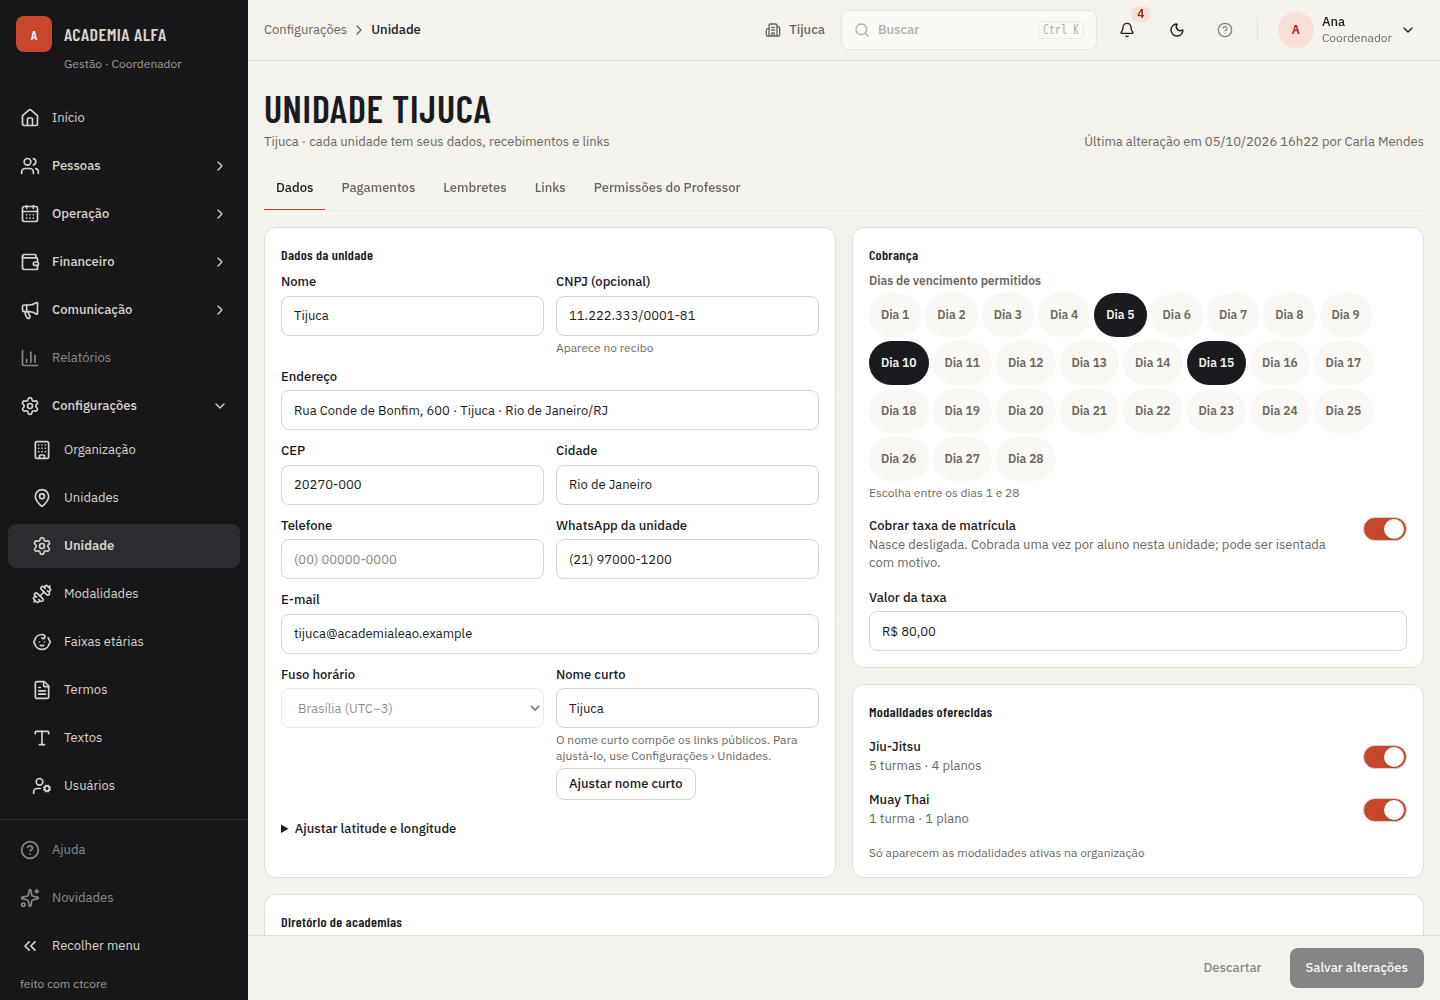 A
ACADEMIA ALFA
Gestão · Coordenador
Início
Pessoas
Operação
Financeiro
Comunicação
Relatórios
Configurações
Organização
Unidades
Unidade
Modalidades
Faixas etárias
Termos
Textos
Usuários
Ajuda
Novidades
Recolher menu
feito com ctcore
Configurações > Unidade
Tijuca
Buscar
Ctrl K
4
A
Ana
Coordenador
UNIDADE TIJUCA
Tijuca · cada unidade tem seus dados, recebimentos e links
Última alteração em 05/10/2026 16h22 por Carla Mendes
Dados
Pagamentos
Lembretes
Links
Permissões do Professor
Dados da unidade
Nome
CNPJ (opcional)
Tijuca
11.222.333/0001-81
Aparece no recibo
Endereço
Rua Conde de Bonfim, 600 · Tijuca · Rio de Janeiro/RJ
CEP
Cidade
20270-000
Rio de Janeiro
Telefone
WhatsApp da unidade
(00) 00000-0000
(21) 97000-1200
E-mail
tijuca@academialeao.example
Fuso horário
Nome curto
Brasília (UTC−3)
Tijuca
O nome curto compõe os links públicos. Para
ajustá-lo, use Configurações › Unidades.
Ajustar nome curto
Ajustar latitude e longitude
Cobrança
Dias de vencimento permitidos
Dia 1 Dia 2 Dia 3 Dia 4 Dia 5 Dia 6 Dia 7 Dia 8 Dia 9
Dia 10 Dia 11 Dia 12 Dia 13 Dia 14 Dia 15 Dia 16 Dia 17
Dia 18 Dia 19 Dia 20 Dia 21 Dia 22 Dia 23 Dia 24 Dia 25
Dia 26 Dia 27 Dia 28
Escolha entre os dias 1 e 28
Cobrar taxa de matrícula
Nasce desligada. Cobrada uma vez por aluno nesta unidade; pode ser isentada
com motivo.
Valor da taxa
R$ 80,00
Modalidades oferecidas
Jiu-Jitsu
5 turmas · 4 planos
Muay Thai
1 turma · 1 plano
Só aparecem as modalidades ativas na organização
Diretório de academias
Descartar
Salvar alterações